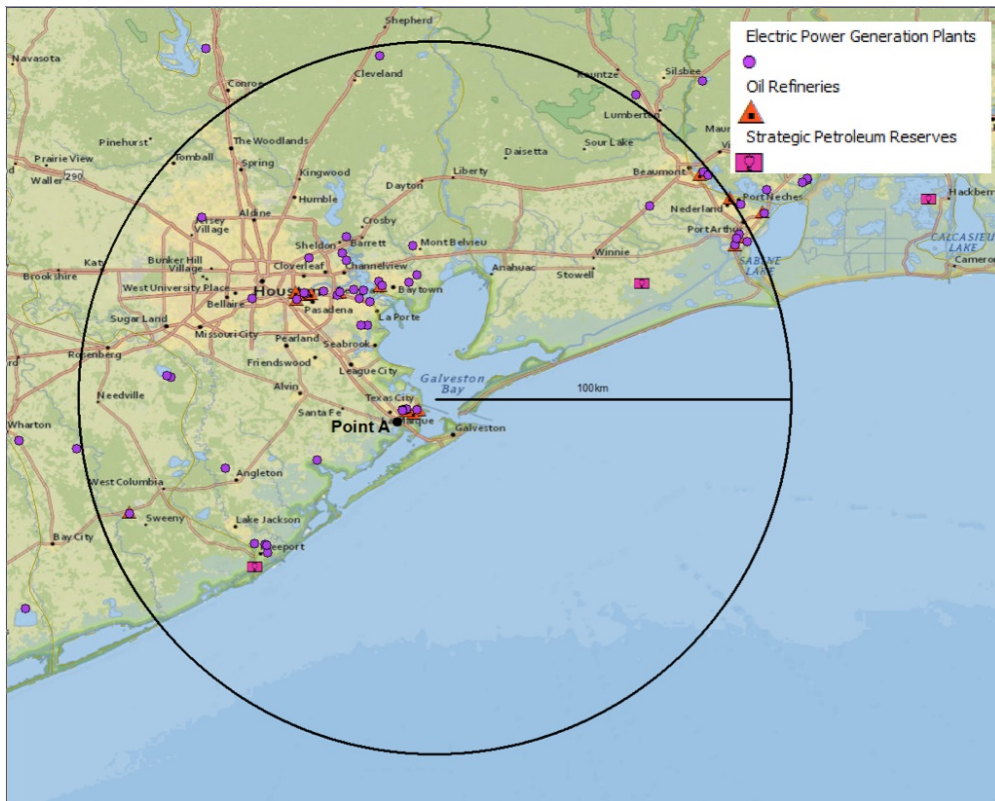 Electric Power Generation Plants
Oil Refineries
Strategic Petroleum Reserves
Shepherd
Navasota
Cleveland
Kountze
Silsbee
Conroe
Lumberton
Pinehurst
The Woodlands
Daisetta
Sour Lake
Prairie View
Tomball
Spring
Waller
290
Kingwood
Dayton
Liberty
Beaumont
Humble
Port Neches
Hackberry
Nederland
Aldine
Crosby
Village
Sheldon
Barrett
Mont Belvieu
Port Arthur
CALCASIEU
LAKE
Katy
Bunker Hill
Village
Cloverleaf
Channelview
Winnie
SABINE
LAKE
Cameron
Brookshire
Anahuac
Stowell
West University Place
Baytown
Bellaire
Pasadena
Sugar Land
La Porte
Missouri City
Pearland
Seabrook
Rosenberg
Friendswood
League City
Needville
Alvin
Galveston
Bay
100km
Texas City
Santa Fe
Point A
Wharton
Galveston
West Columbia
Angleton
Sweeny
Lake Jackson
Bay City